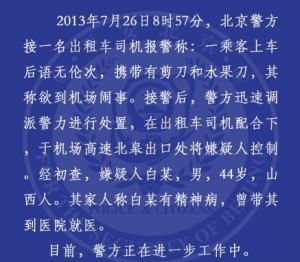 2013年7月26日8时57分，北京警方
接一名出租车司机报警称：一乘客上车
后语无伦次，携带有剪刀和水果刀，其
称欲到机场闹事。接警后，警方迅速调
派警力进行处置，在出租车司机配合下
，于机场高速北皋出口处将嫌疑人控制
。经初查，嫌疑人白某，男，44岁，山
西人。其家人称白某有精神病，曾带其
到医院就医。
目前，警方正在进一步工作中。